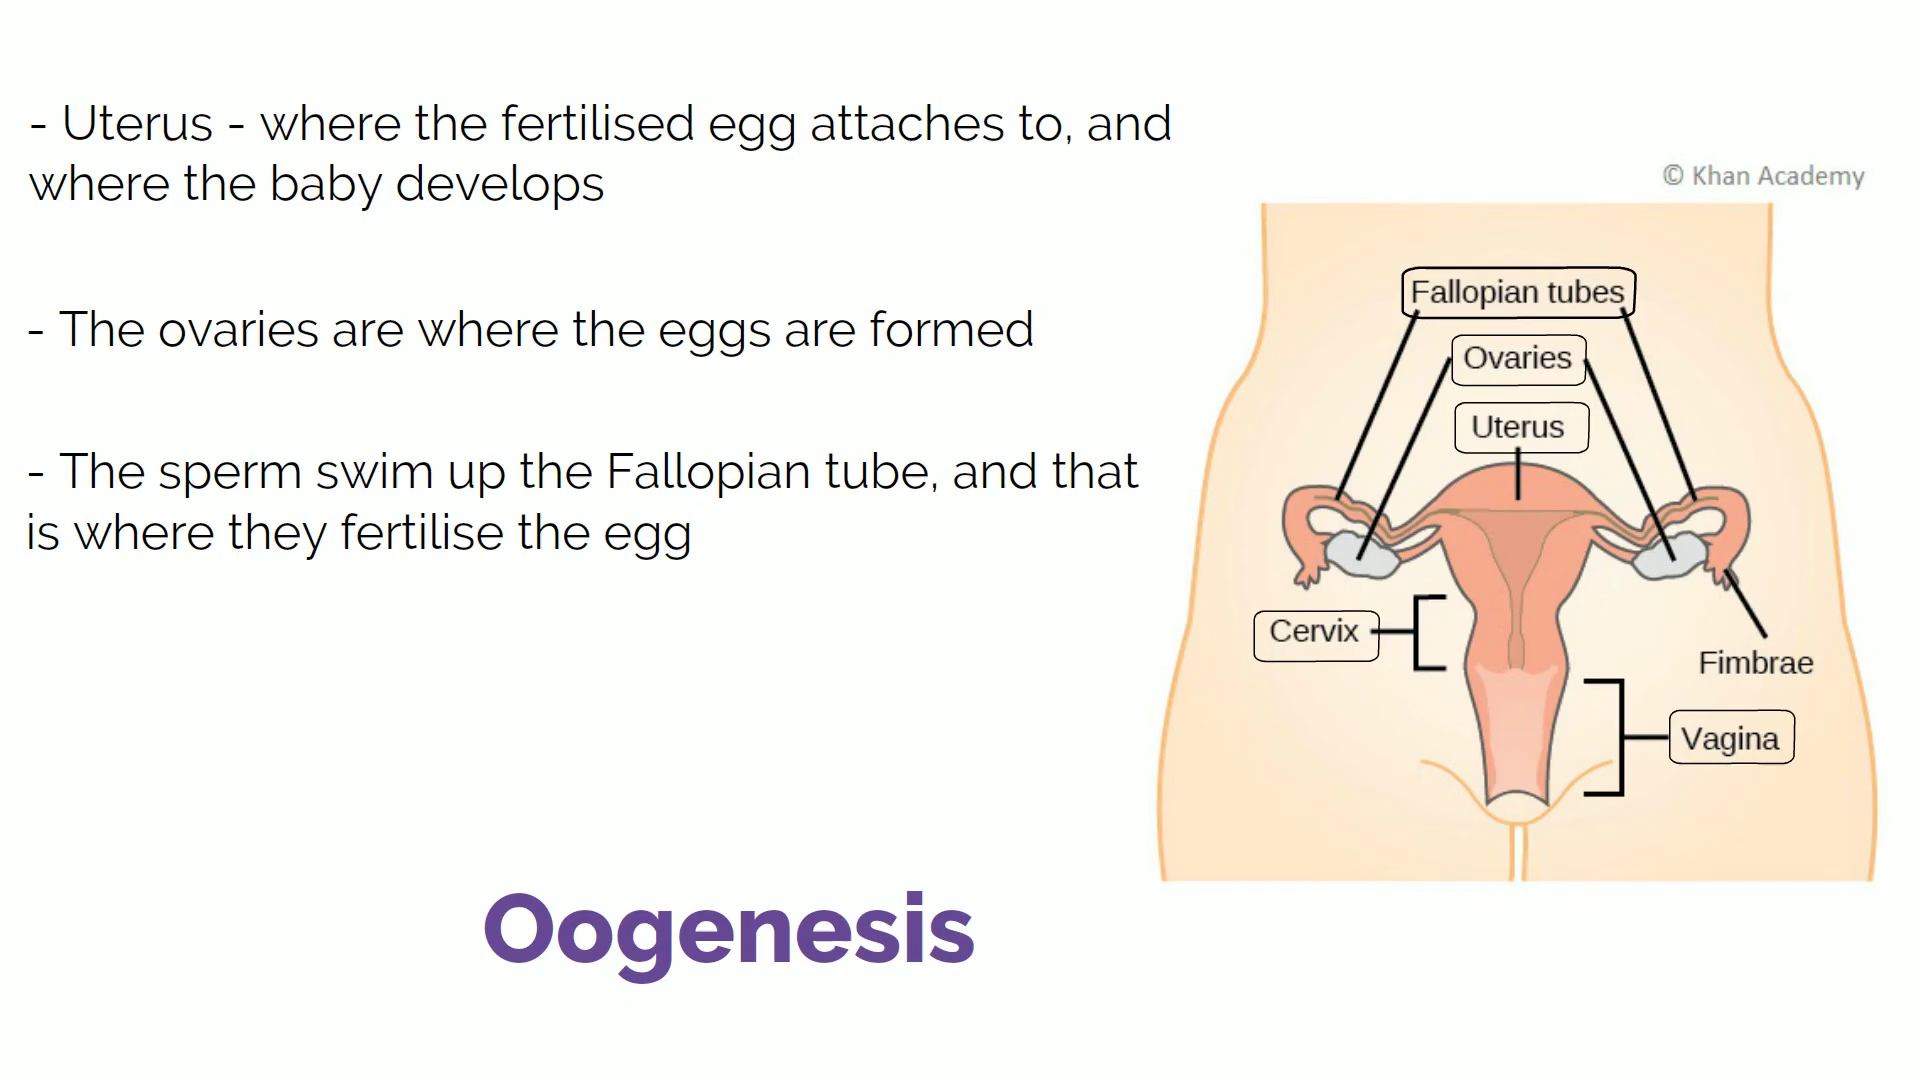 - Uterus - where the fertilised egg attaches to, and
where the baby develops
- The ovaries are where the eggs are formed
- The sperm swim up the Fallopian tube, and that
is where they fertilise the egg
Oogenesis
© Khan Academy
Fallopian tubes
Ovaries
Uterus
Cervix
Fimbrae
Vagina